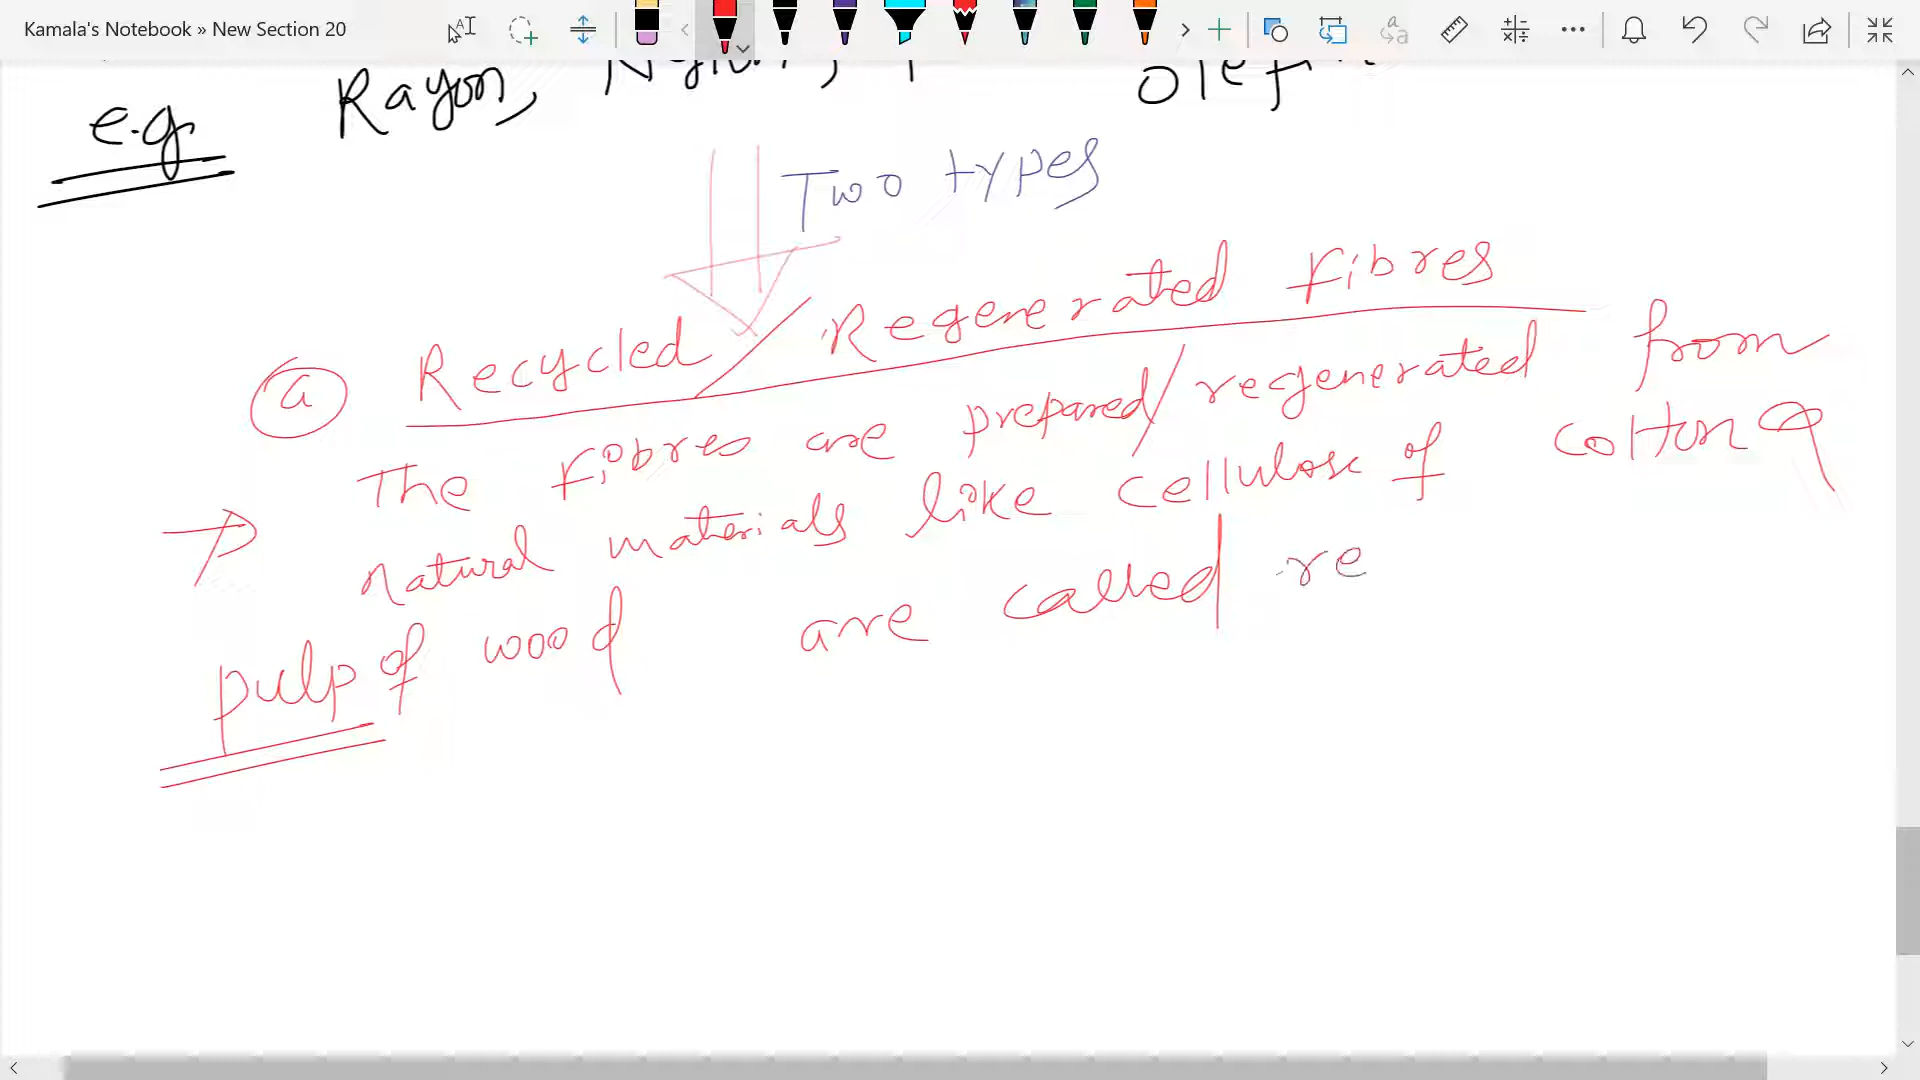 Kamala's Notebook » New Section 20
e.g Rayon,
Two types
a Recycled/Regenerated Fibres
→ The fibres are prepared/regenerated from
natural materials like cellulose of cotton &
pulp of wood are called re